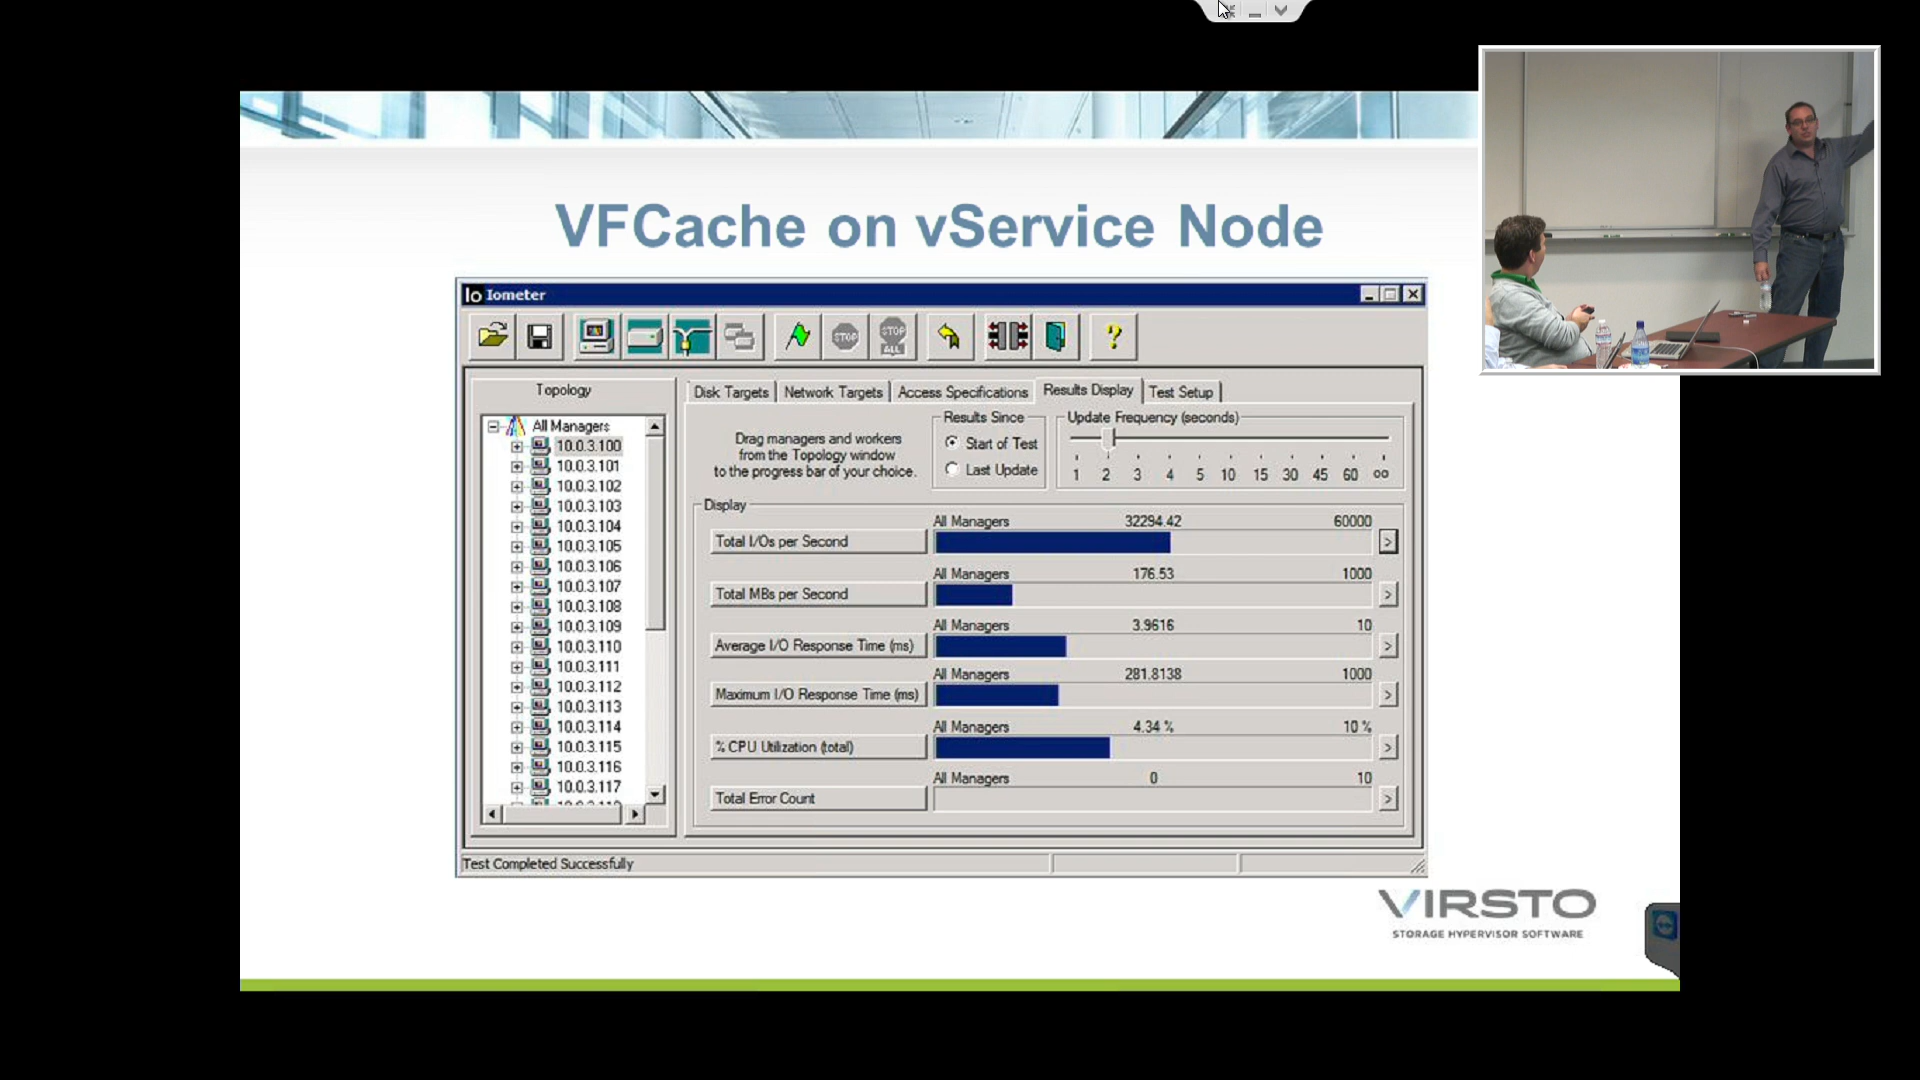 VFCache on vService Node
Io Iometer
STOP
STOP ALL
?
Topology
Disk Targets
Network Targets
Access Specifications
Results Display
Test Setup
All Managers
10.0.3.100
10.0.3.101
10.0.3.102
10.0.3.103
10.0.3.104
10.0.3.105
10.0.3.106
10.0.3.107
10.0.3.108
10.0.3.109
10.0.3.110
10.0.3.111
10.0.3.112
10.0.3.113
10.0.3.114
10.0.3.115
10.0.3.116
10.0.3.117
Drag managers and workers
from the Topology window
to the progress bar of your choice.
Results Since
Start of Test
Last Update
Update Frequency (seconds)
1 2 3 4 5 10 15 30 45 60 oo
Display
All Managers 32294.42 60000
Total I/Os per Second >
All Managers 176.53 1000
Total MBs per Second >
All Managers 3.9616 10
Average I/O Response Time (ms) >
All Managers 281.8138 1000
Maximum I/O Response Time (ms) >
All Managers 4.34 % 10 %
% CPU Utilization (total) >
All Managers 0 10
Total Error Count >
Test Completed Successfully
VIRSTO
STORAGE HYPERVISOR SOFTWARE